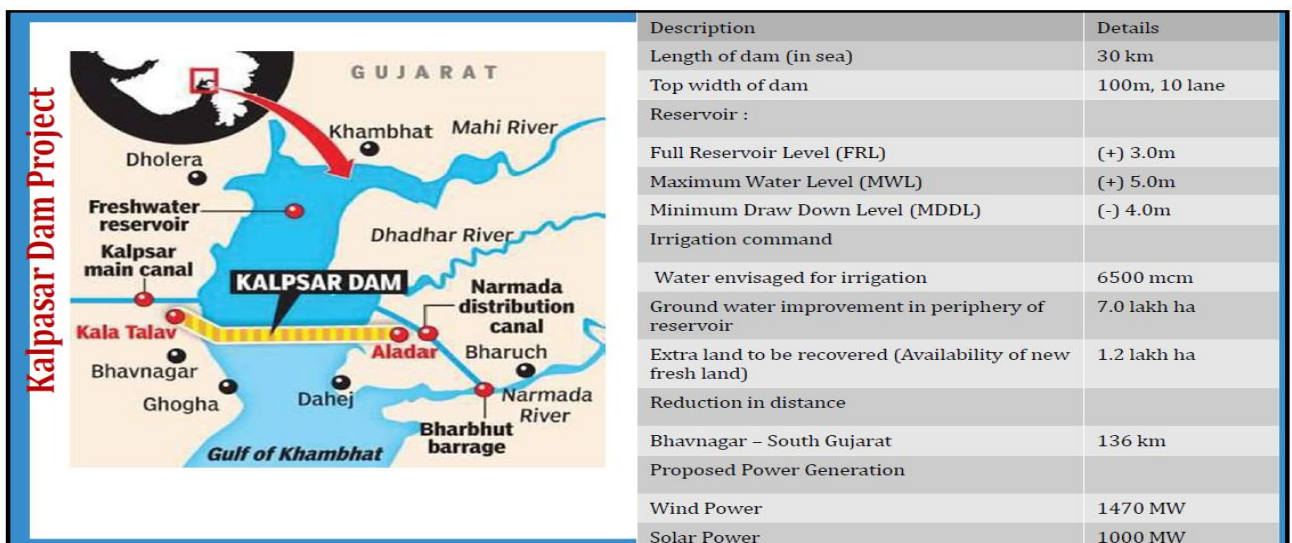 Kalpasar Dam Project
GUJARAT
Khambhat
Mahi River
Dholera
Freshwater
reservoir
Dhadhar River
Kalpsar
main canal
KALPSAR DAM
Narmada
distribution
canal
Kala Talav
Aladar
Bharuch
Bhavnagar
Ghogha
Dahej
Narmada
River
Bharbhut
barrage
Gulf of Khambhat
Description Details
Length of dam (in sea) 30 km
Top width of dam 100m, 10 lane
Reservoir :
Full Reservoir Level (FRL) (+) 3.0m
Maximum Water Level (MWL) (+) 5.0m
Minimum Draw Down Level (MDDL) (-) 4.0m
Irrigation command
Water envisaged for irrigation 6500 mcm
Ground water improvement in periphery of 7.0 lakh ha
reservoir
Extra land to be recovered (Availability of new 1.2 lakh ha
fresh land)
Reduction in distance
Bhavnagar – South Gujarat 136 km
Proposed Power Generation
Wind Power 1470 MW
Solar Power 1000 MW